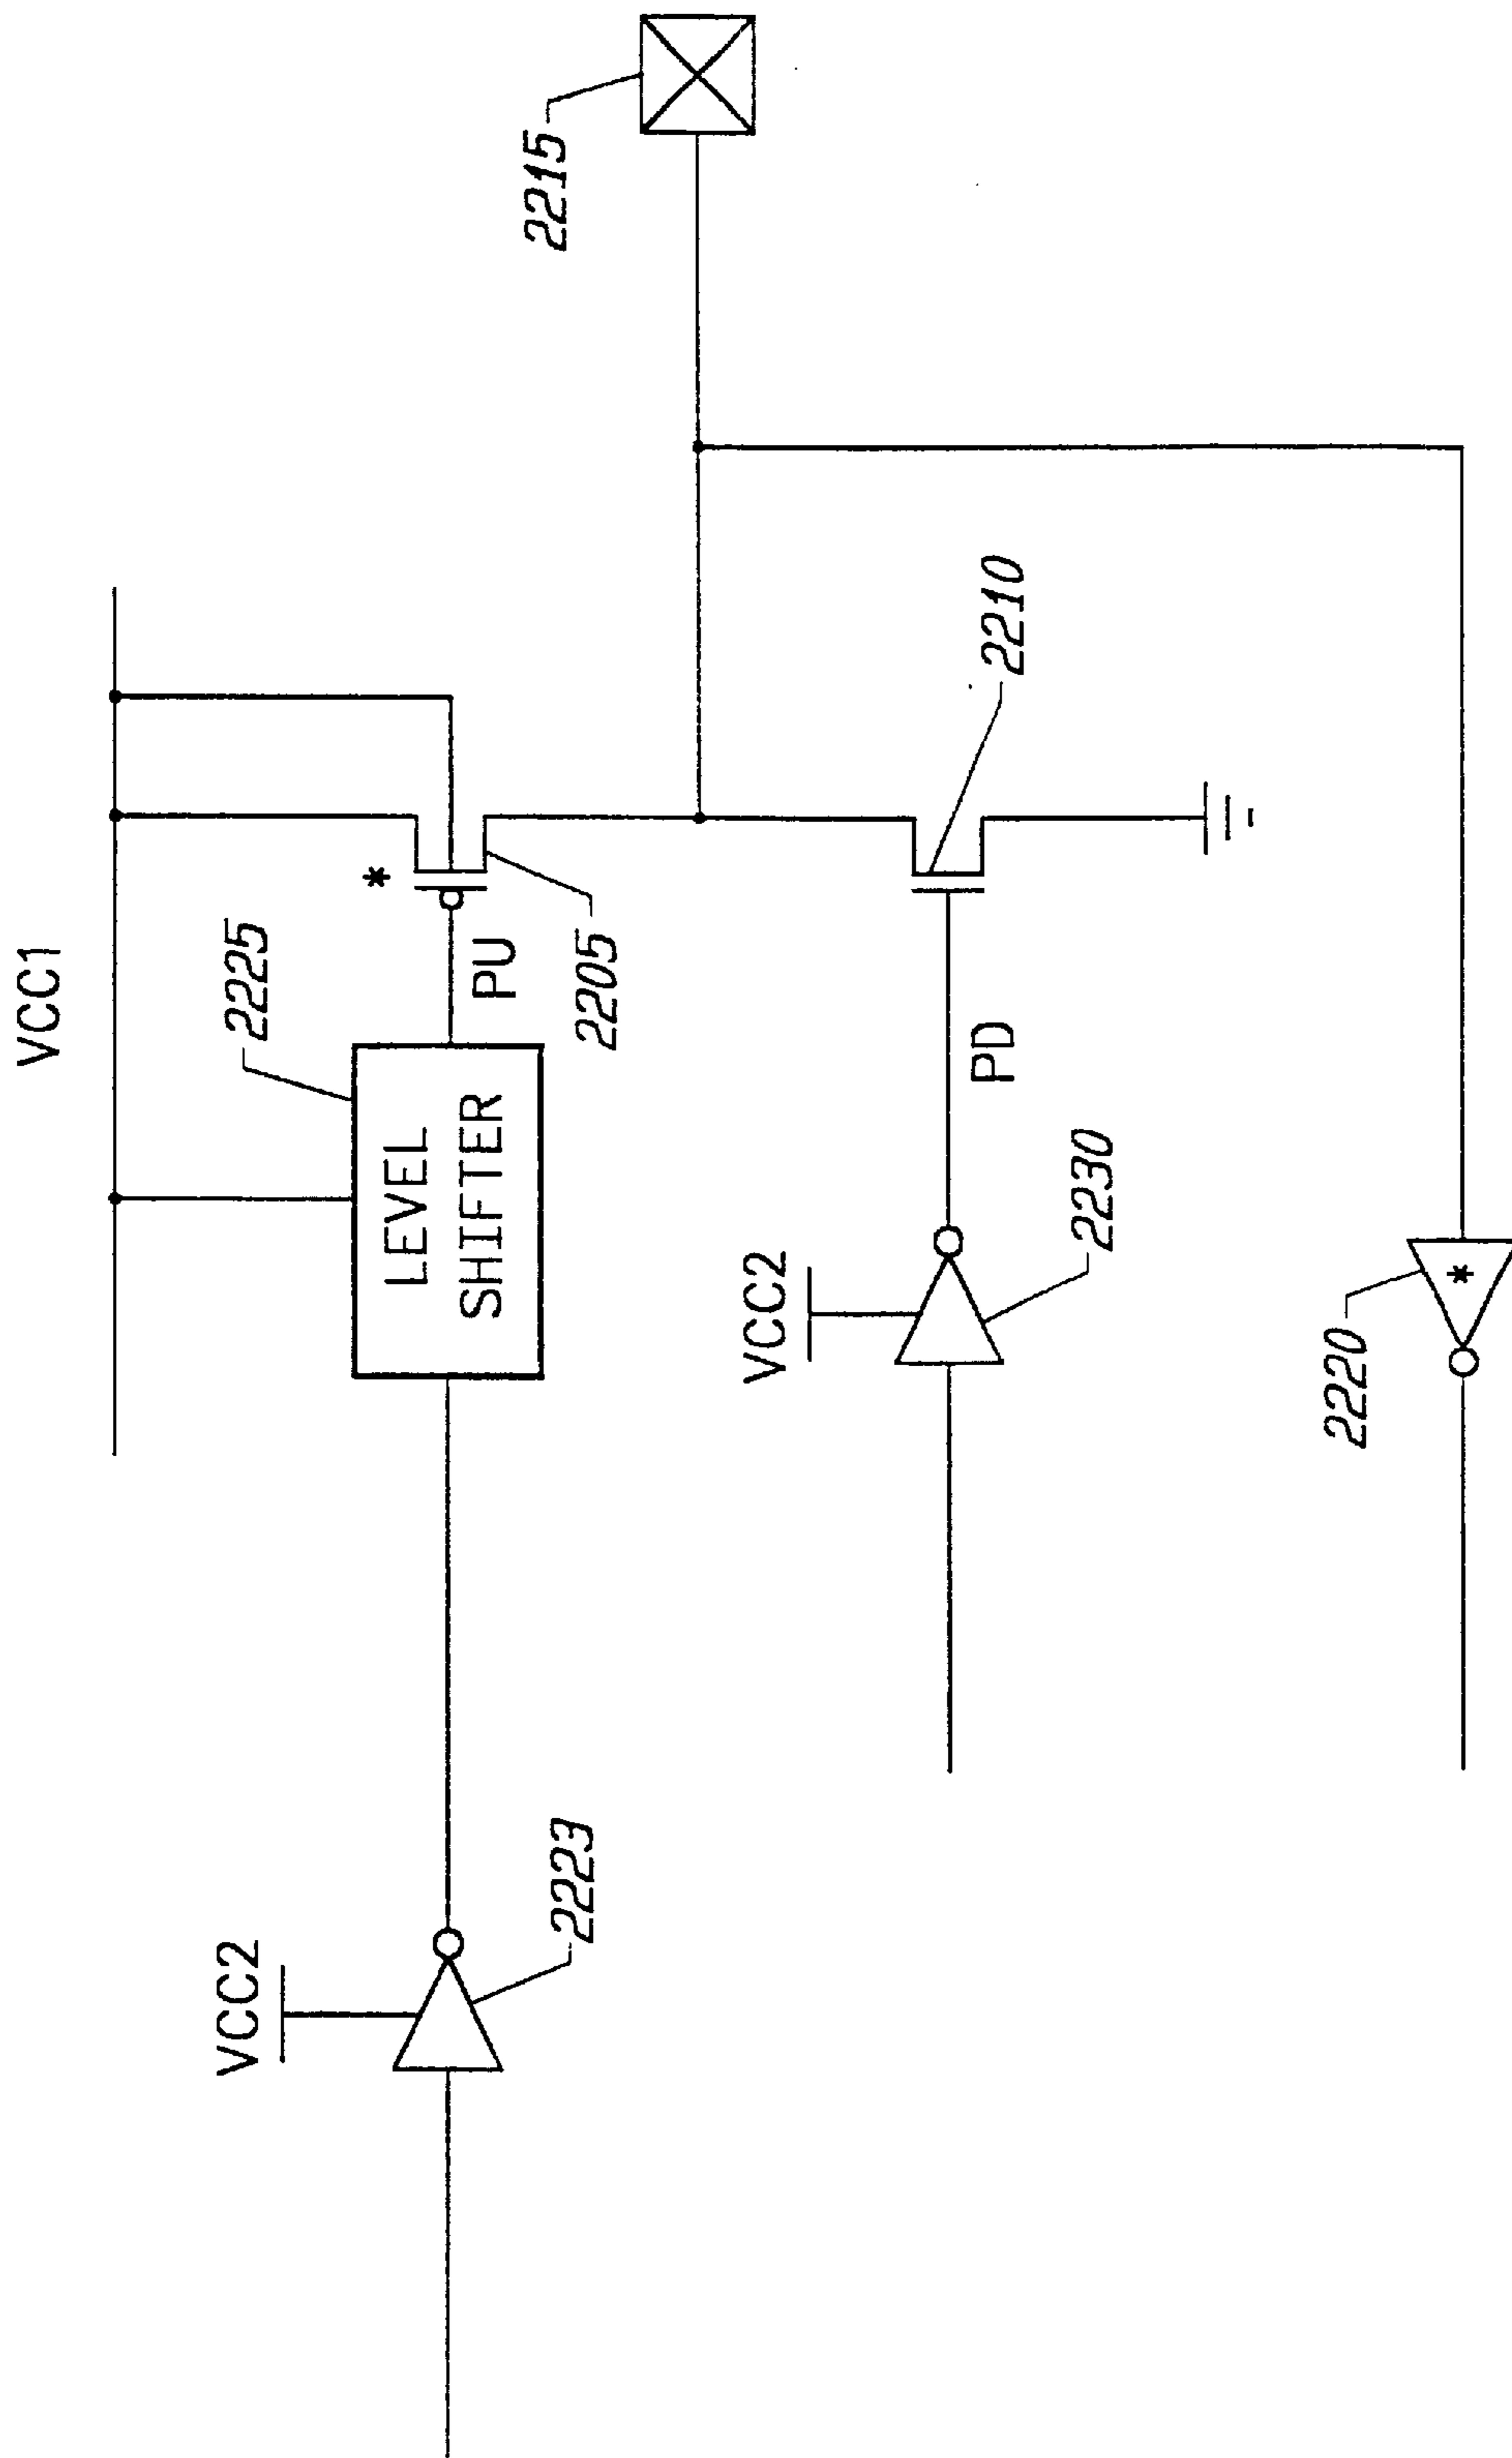 VCC1
2225
LEVEL
SHIFTER
*
PU
2205
2215
VCC2
2223
VCC2
PD
2230
2210
2220
*